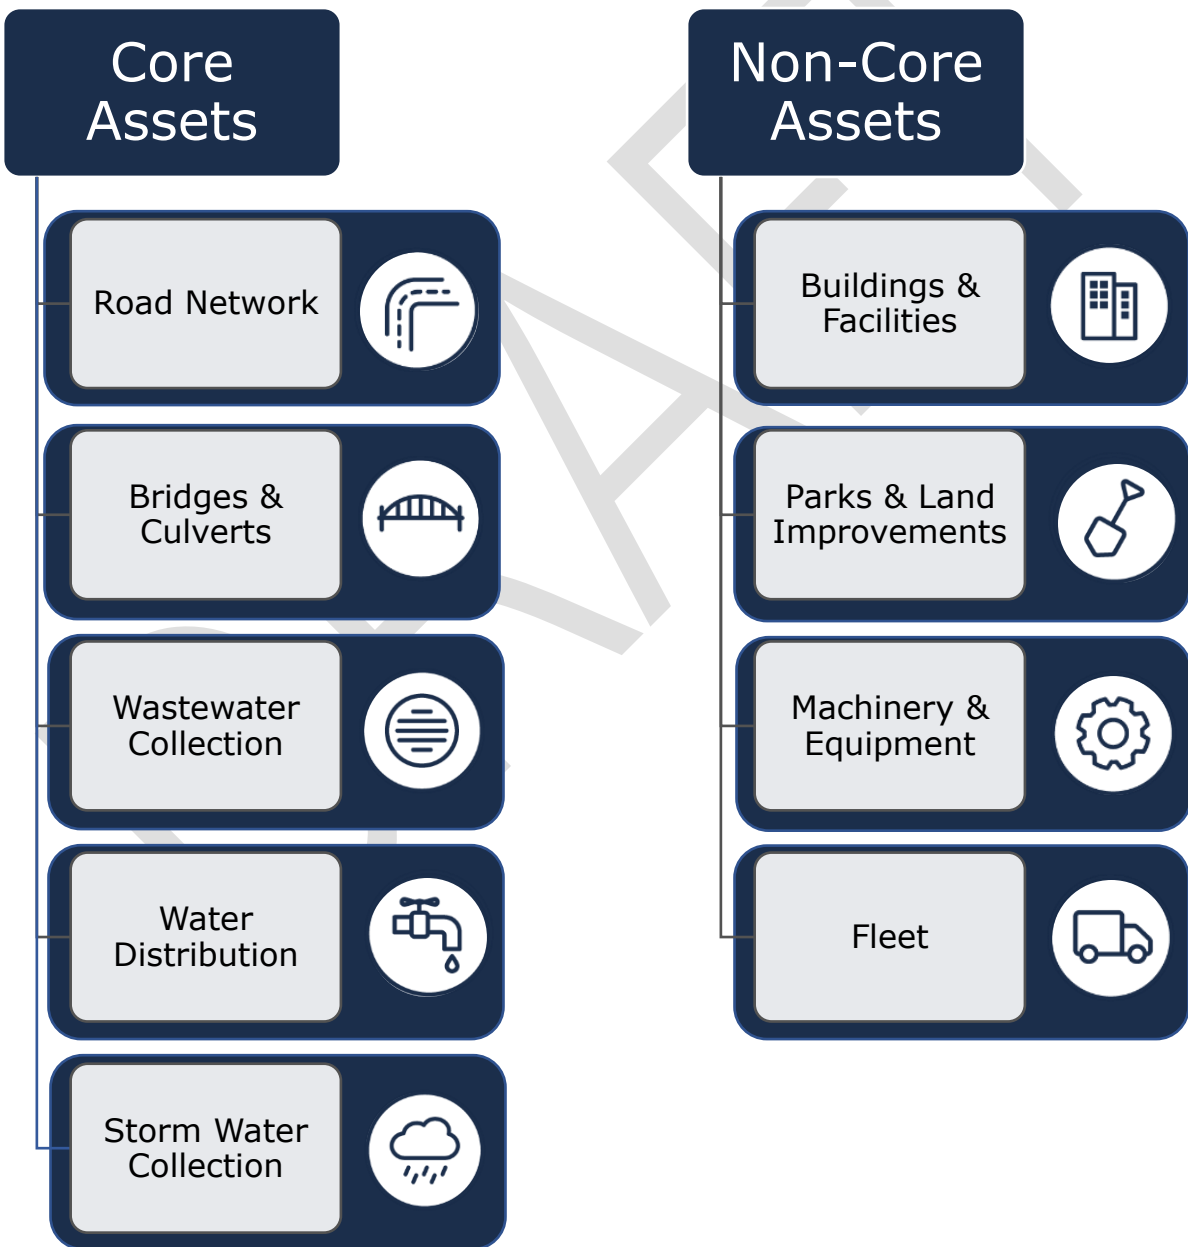 Core
Assets
Road Network
Bridges &
Culverts
Wastewater
Collection
Water
Distribution
Storm Water
Collection
Non-Core
Assets
Buildings &
Facilities
Parks & Land
Improvements
Machinery &
Equipment
Fleet